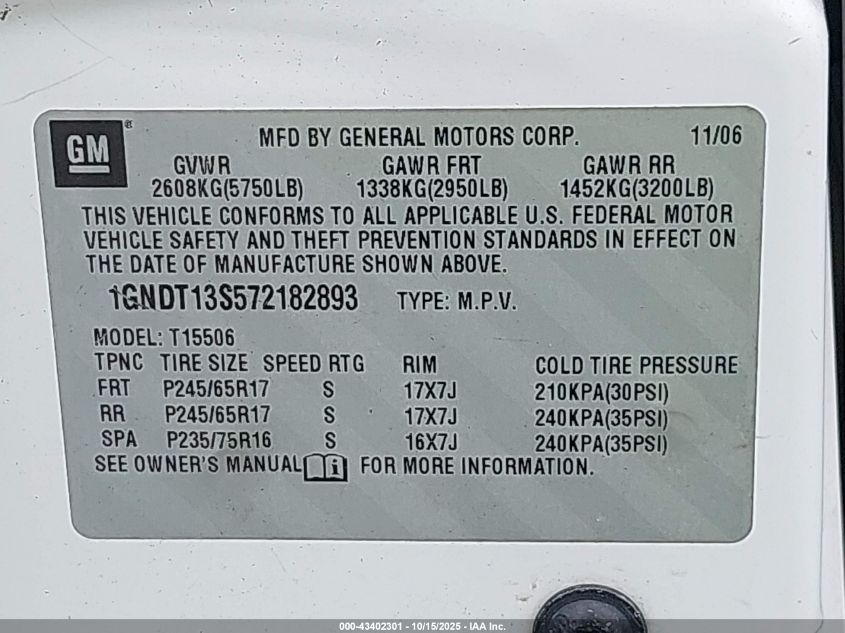 GM®
MFD BY GENERAL MOTORS CORP. 11/06
GVWR GAWR FRT GAWR RR
2608KG(5750LB) 1338KG(2950LB) 1452KG(3200LB)
THIS VEHICLE CONFORMS TO ALL APPLICABLE U.S. FEDERAL MOTOR
VEHICLE SAFETY AND THEFT PREVENTION STANDARDS IN EFFECT ON
THE DATE OF MANUFACTURE SHOWN ABOVE.
1GNDT13S572182893 TYPE: M.P.V.
MODEL: T15506
TPNC TIRE SIZE SPEED RTG RIM COLD TIRE PRESSURE
FRT P245/65R17 S 17X7J 210KPA(30PSI)
RR P245/65R17 S 17X7J 240KPA(35PSI)
SPA P235/75R16 S 16X7J 240KPA(35PSI)
SEE OWNER'S MANUAL i FOR MORE INFORMATION.
000-43402301 - 10/15/2025 - IAA Inc.